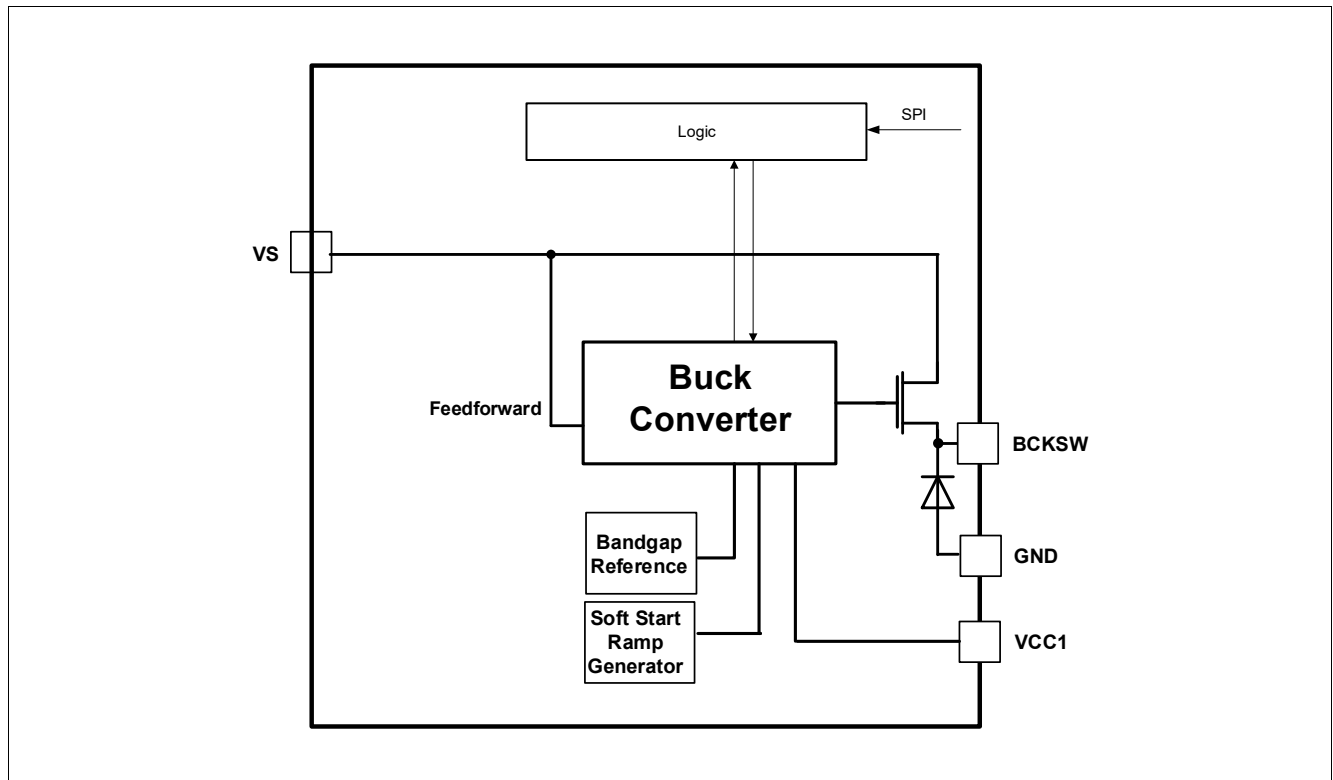 SPI
Logic
VS
Buck
Converter
Feedforward
BCKSW
Bandgap
Reference
GND
Soft Start
Ramp
Generator
VCC1